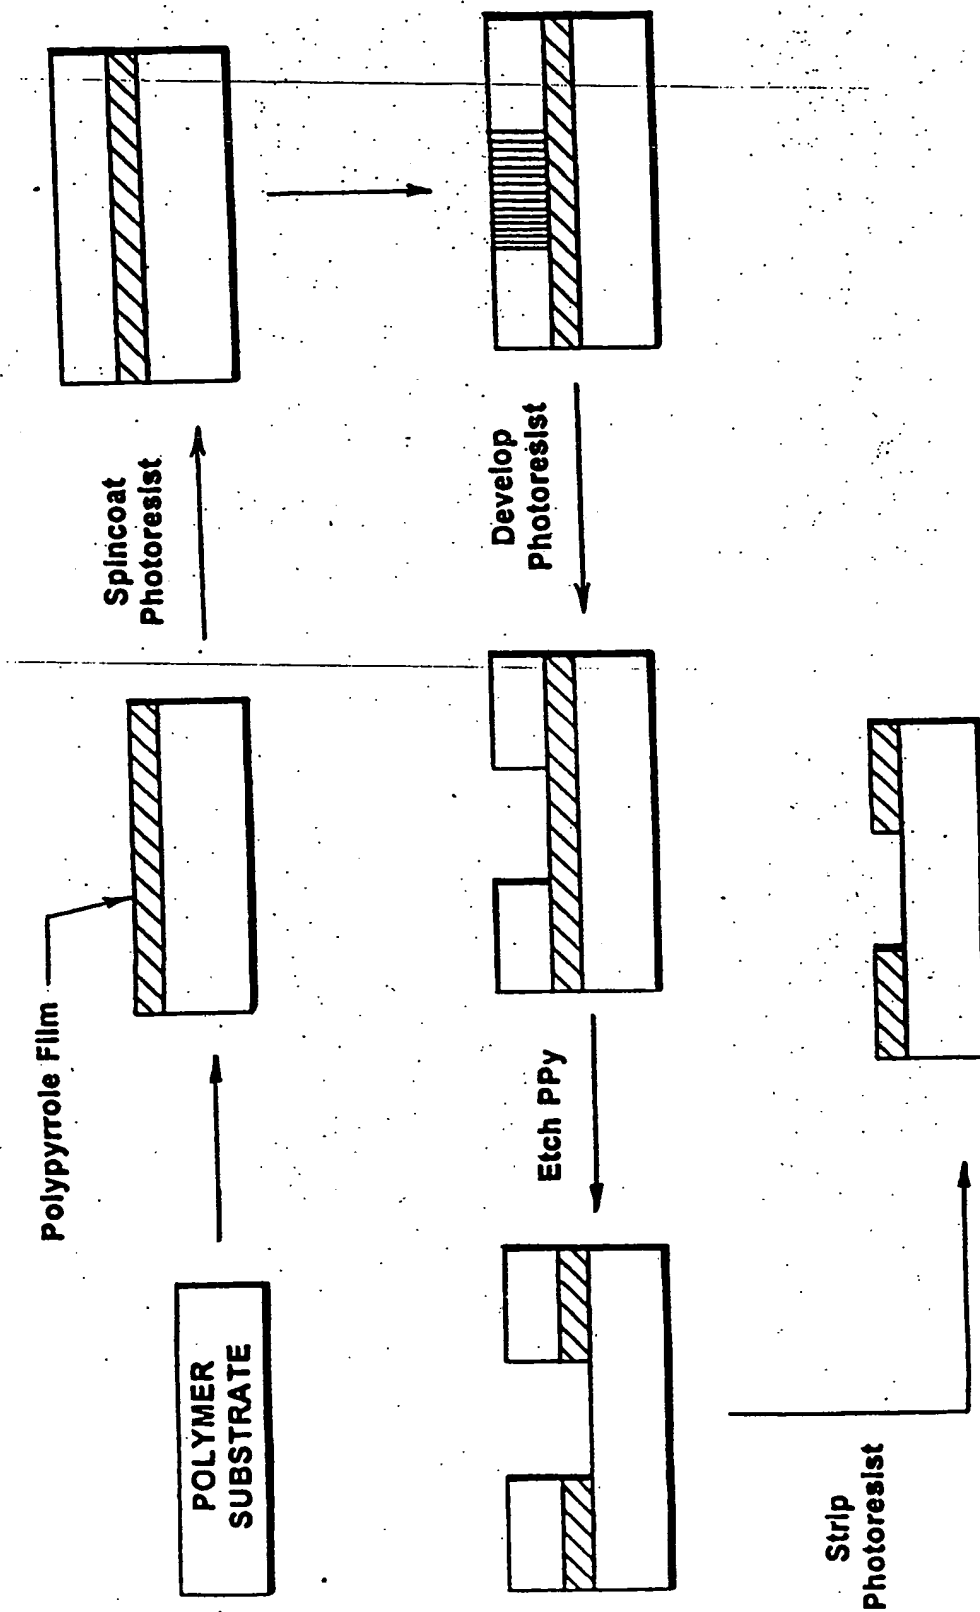 POLYMER
SUBSTRATE
Polypyrrole Film
Spincoat
Photoresist
Develop
Photoresist
Etch PPy
Strip
Photoresist